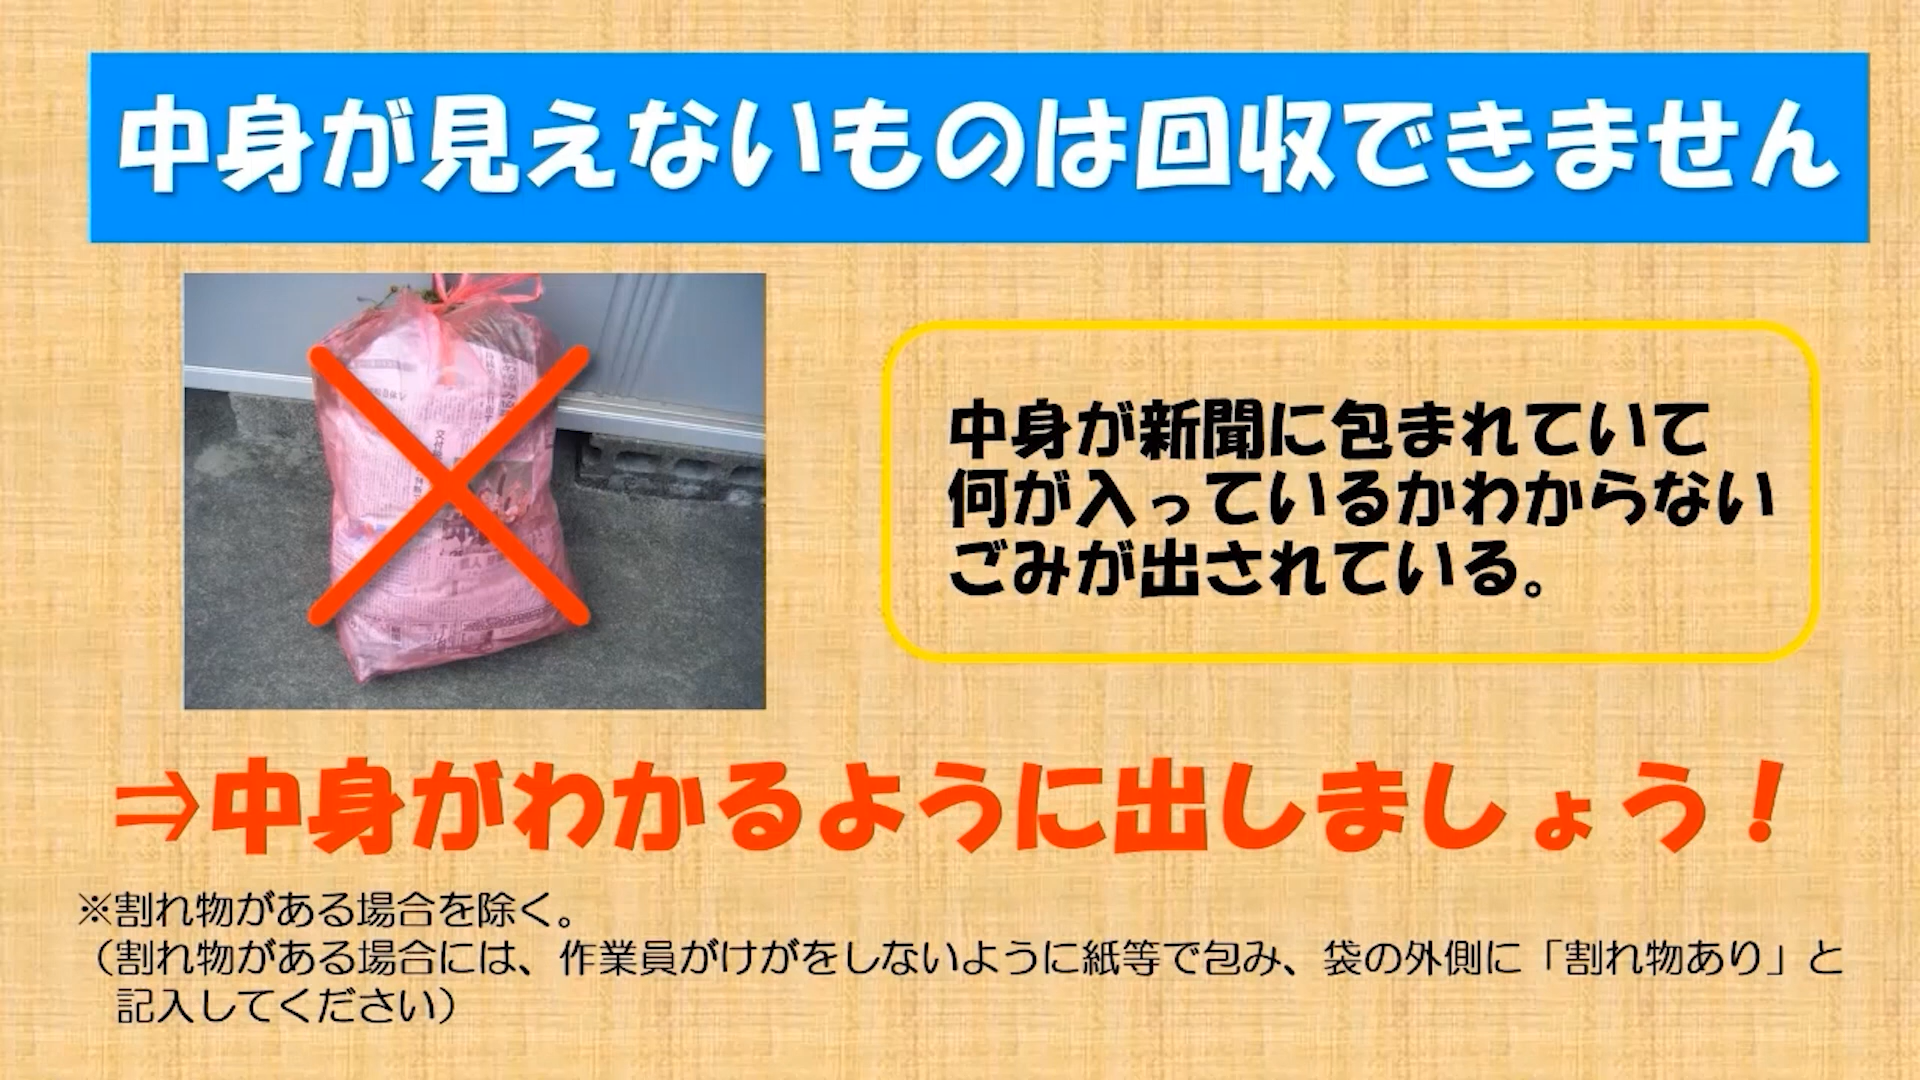 中身が見えないものは回収できません
中身が新聞に包まれていて
何が入っているかわからない
ごみが出されている。
⇒中身がわかるように出しましょう！
※割れ物がある場合を除く。
（割れ物がある場合には、作業員がけがをしないように紙等で包み、袋の外側に「割れ物あり」と
記入してください）